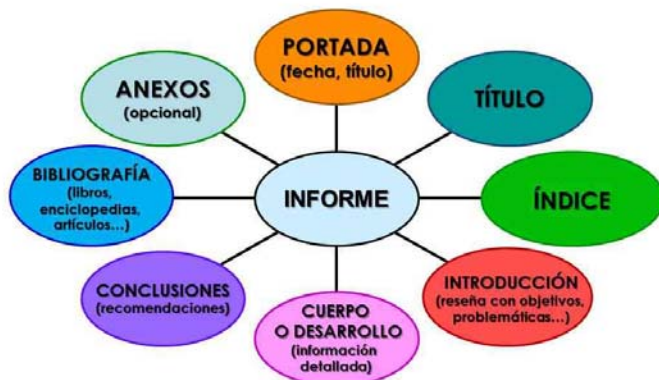 PORTADA
(fecha, título)
TÍTULO
ÍNDICE
INTRODUCCIÓN
(reseña con objetivos,
problemáticas...)
CUERPO
O DESARROLLO
(información
detallada)
CONCLUSIONES
(recomendaciones)
BIBLIOGRAFÍA
(libros,
enciclopedias,
artículos...)
ANEXOS
(opcional)
INFORME